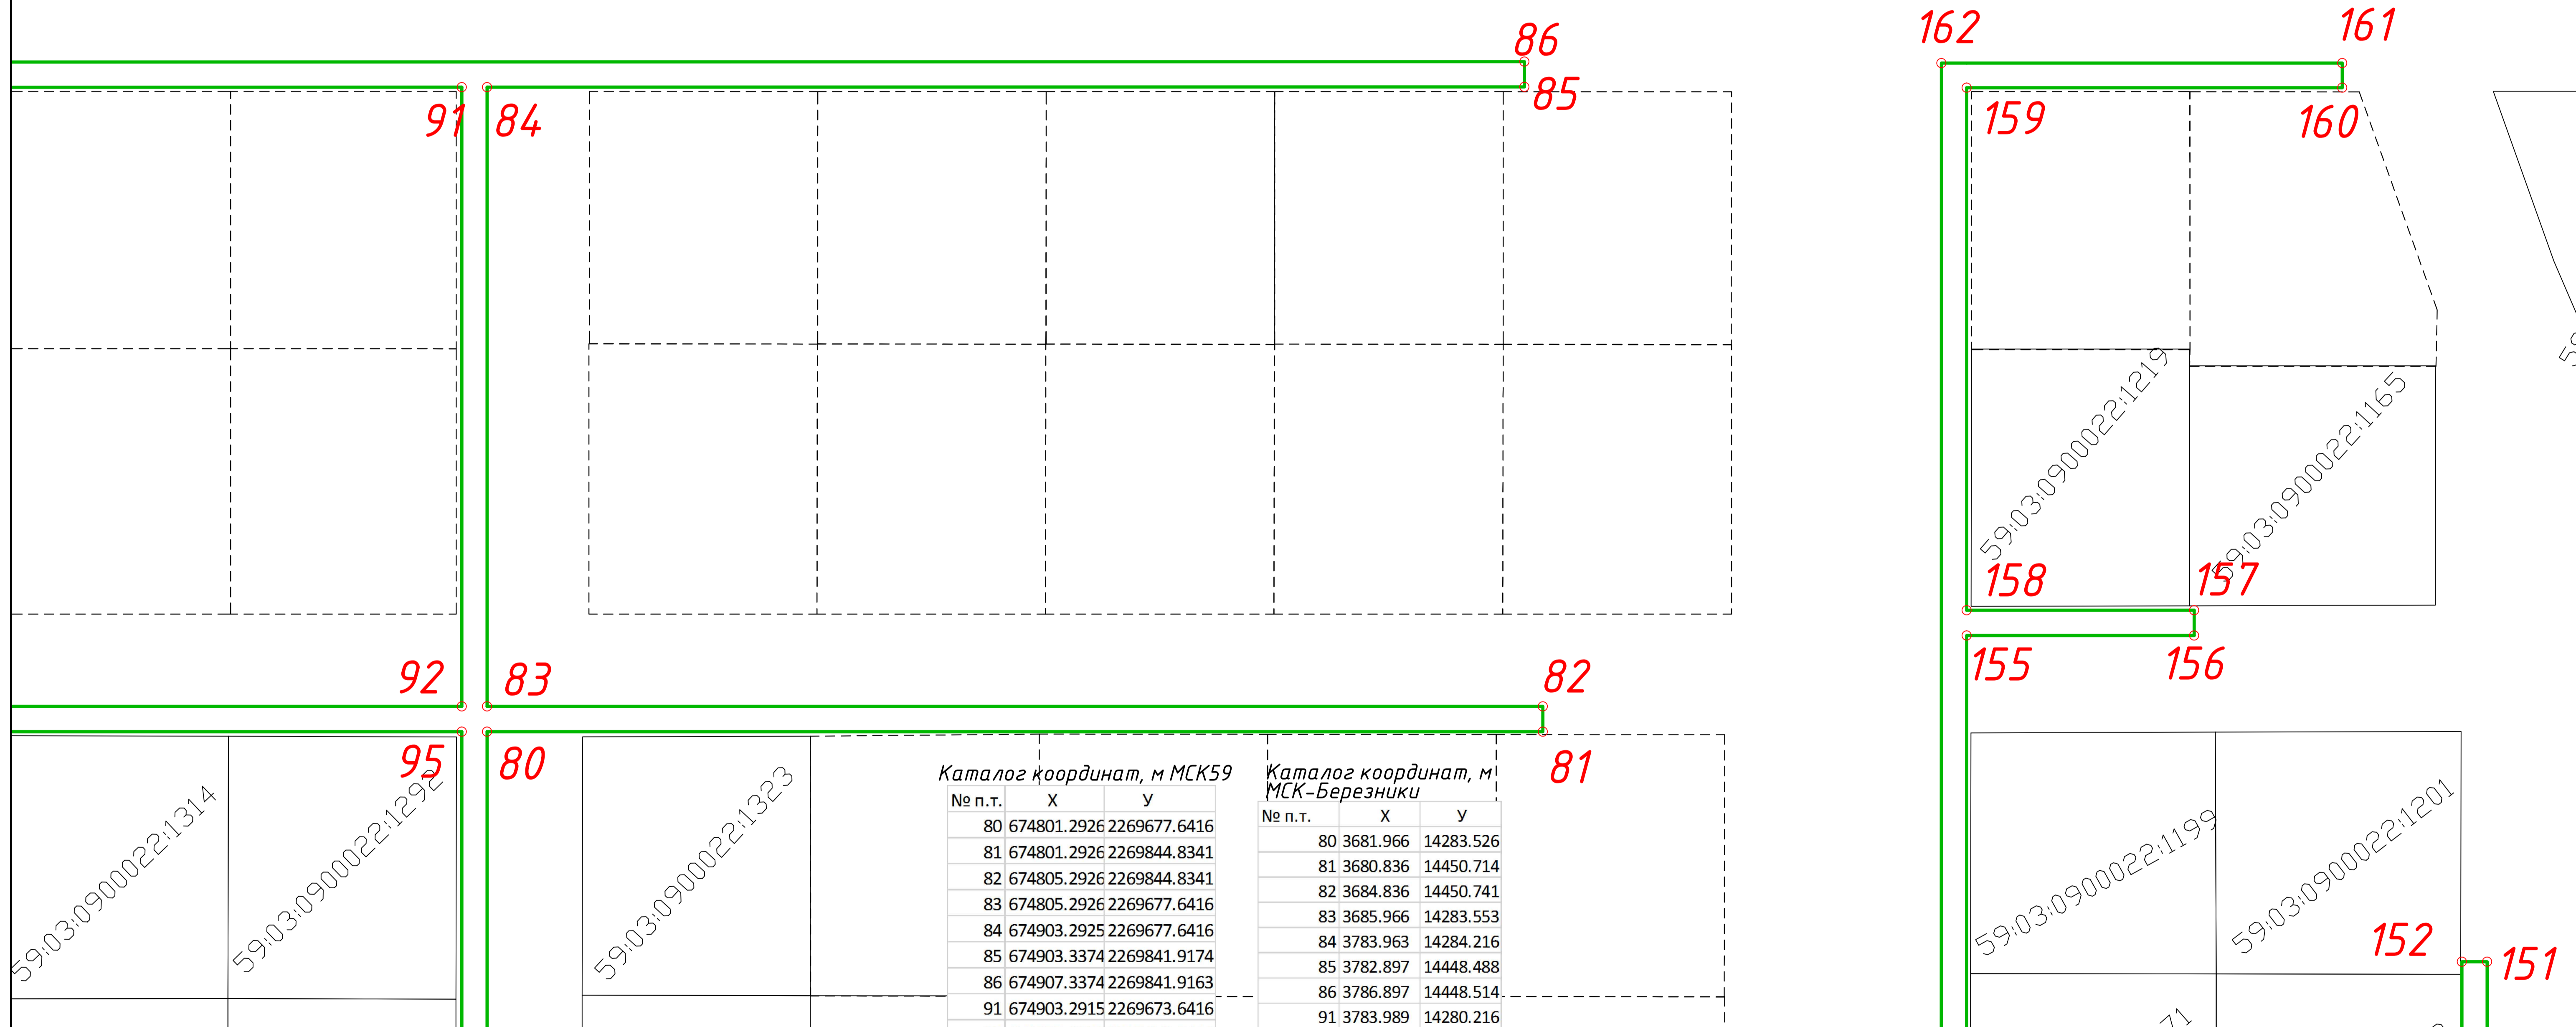 86
162
161
85
91
84
159
160
59:03:0900022:1219
59:03:0900022:1165
158
157
92
83
82
155
156
95
80
81
59:03:0900022:1314
59:03:0900022:1292
59:03:0900022:1323
Каталог координат, м МСК59
№ п.т. X У
80 674801.2926 2269677.6416
81 674801.2926 2269844.8341
82 674805.2926 2269844.8341
83 674805.2926 2269677.6416
84 674903.2925 2269677.6416
85 674903.3374 2269841.9174
86 674907.3374 2269841.9163
91 674903.2915 2269673.6416
Каталог координат, м
МСК-Березники
№ п.т. X У
80 3681.966 14283.526
81 3680.836 14450.714
82 3684.836 14450.741
83 3685.966 14283.553
84 3783.963 14284.216
85 3782.897 14448.488
86 3786.897 14448.514
91 3783.989 14280.216
59:03:0900022:1199
59:03:0900022:1201
152
151
71